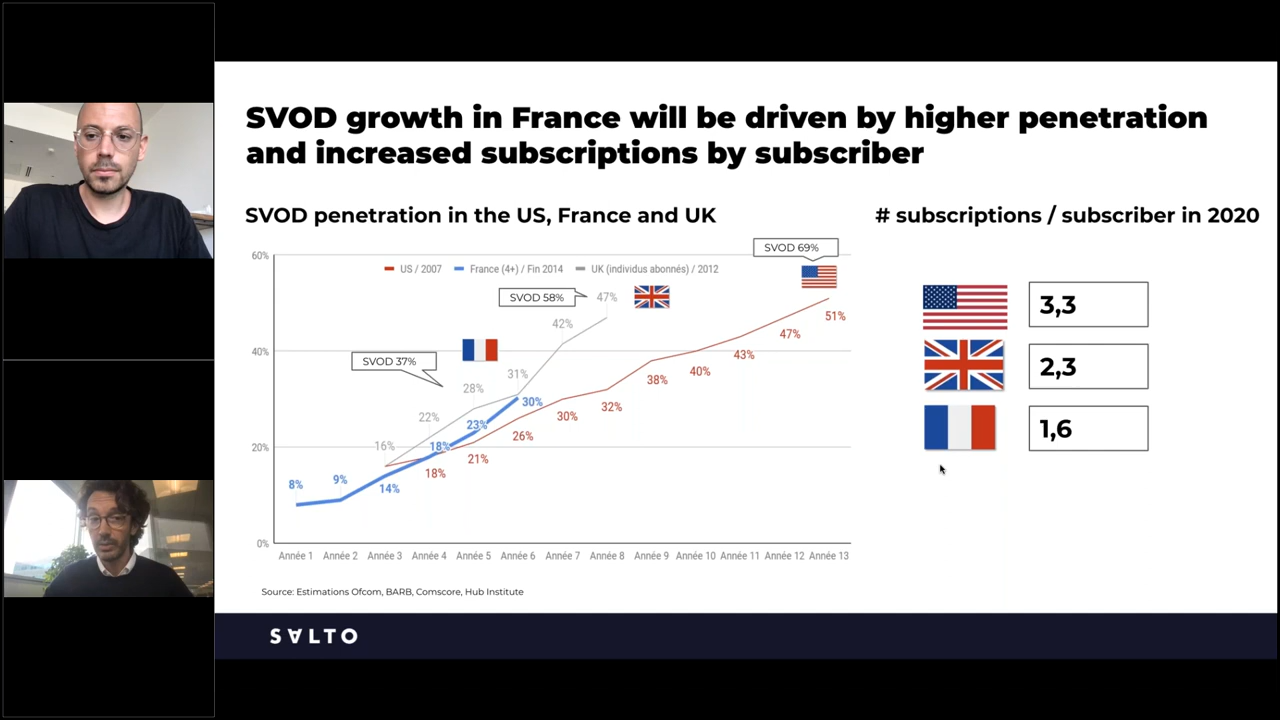 SVOD growth in France will be driven by higher penetration
and increased subscriptions by subscriber
SVOD penetration in the US, France and UK
# subscriptions / subscriber in 2020
SVOD 69%
60%
US / 2007
France (4+) / Fin 2014
UK (individus abonnés) / 2012
SVOD 58%
47%
51%
42%
47%
40%
43%
SVOD 37%
31%
40%
28%
38%
30%
32%
22%
23%
30%
26%
16%
18%
20%
21%
18%
8%
9%
14%
0%
Année 1 Année 2 Année 3 Année 4 Année 5 Année 6 Année 7 Année 8 Année 9 Année 10 Année 11 Année 12 Année 13
3,3
2,3
1,6
Source: Estimations Ofcom, BARB, Comscore, Hub Institute
SⱯLTO